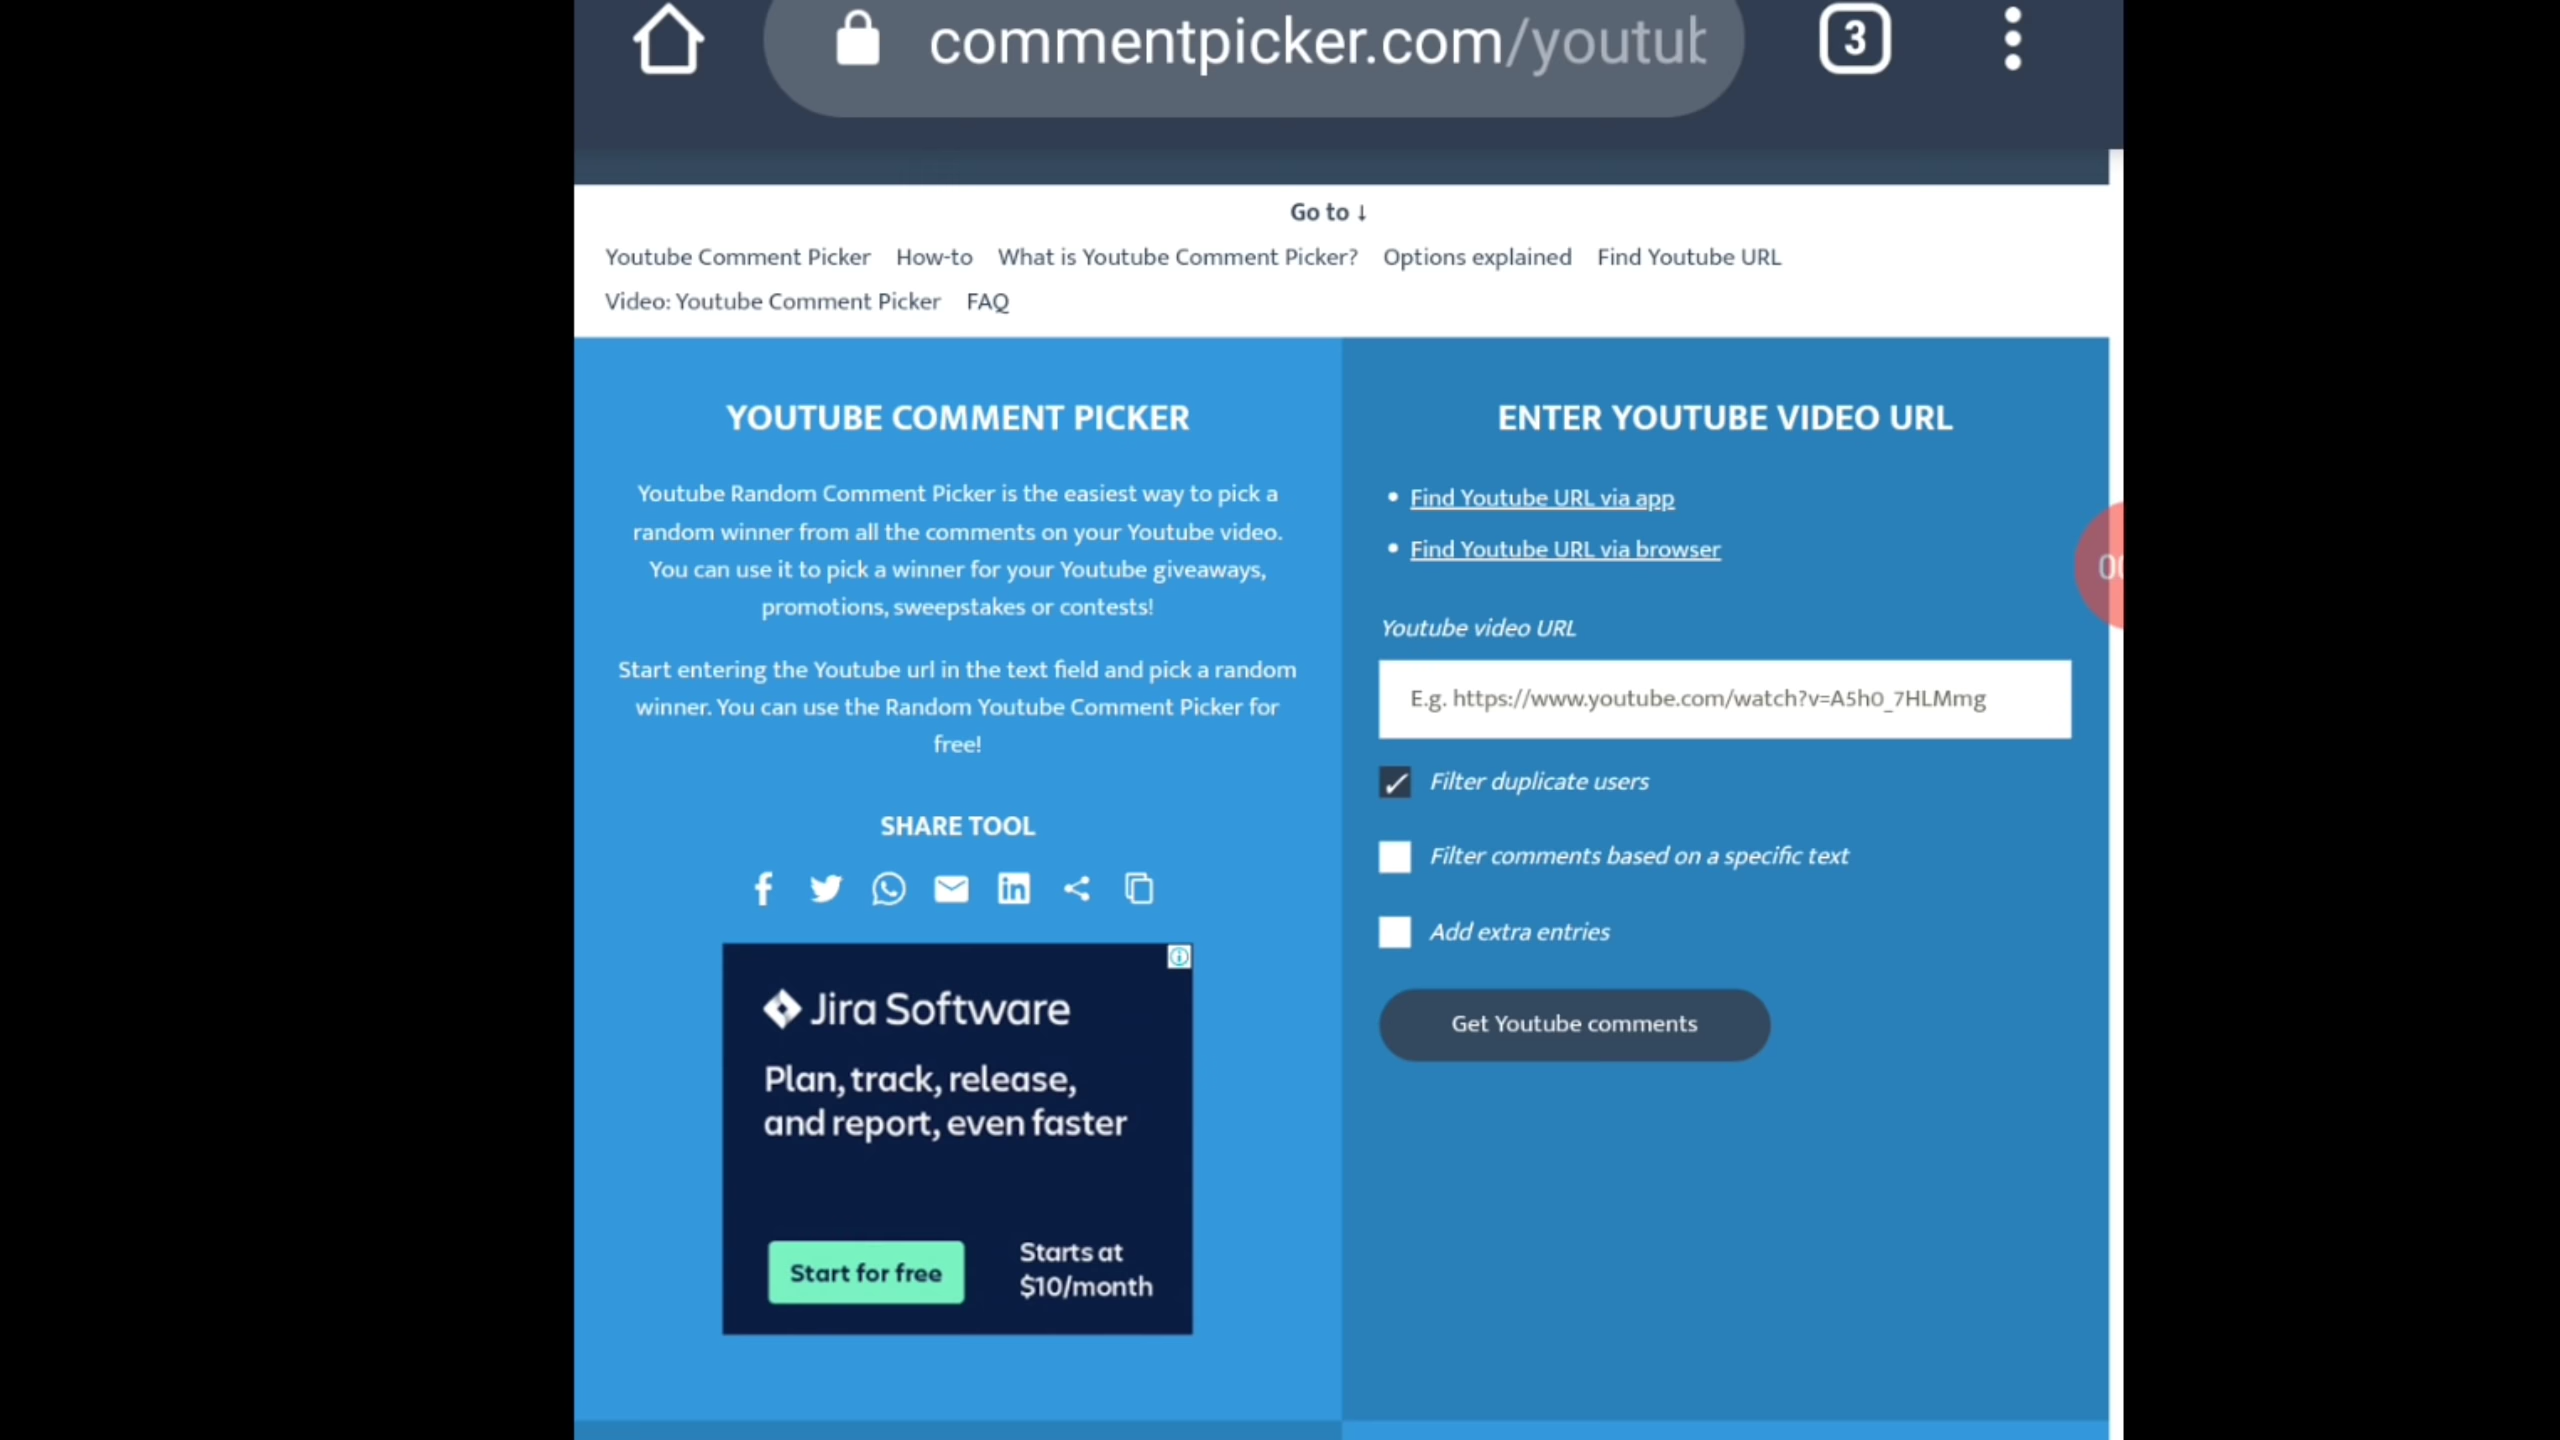 commentpicker.com/youtub
3
Go to ↓
Youtube Comment Picker How-to What is Youtube Comment Picker? Options explained Find Youtube URL
Video: Youtube Comment Picker FAQ
YOUTUBE COMMENT PICKER
Youtube Random Comment Picker is the easiest way to pick a
random winner from all the comments on your Youtube video.
You can use it to pick a winner for your Youtube giveaways,
promotions, sweepstakes or contests!
Start entering the Youtube url in the text field and pick a random
winner. You can use the Random Youtube Comment Picker for
free!
SHARE TOOL
Jira Software
Plan, track, release,
and report, even faster
Start for free
Starts at
$10/month
ENTER YOUTUBE VIDEO URL
• Find Youtube URL via app
• Find Youtube URL via browser
Youtube video URL
E.g. https://www.youtube.com/watch?v=A5h0_7HLMmg
Filter duplicate users
Filter comments based on a specific text
Add extra entries
Get Youtube comments